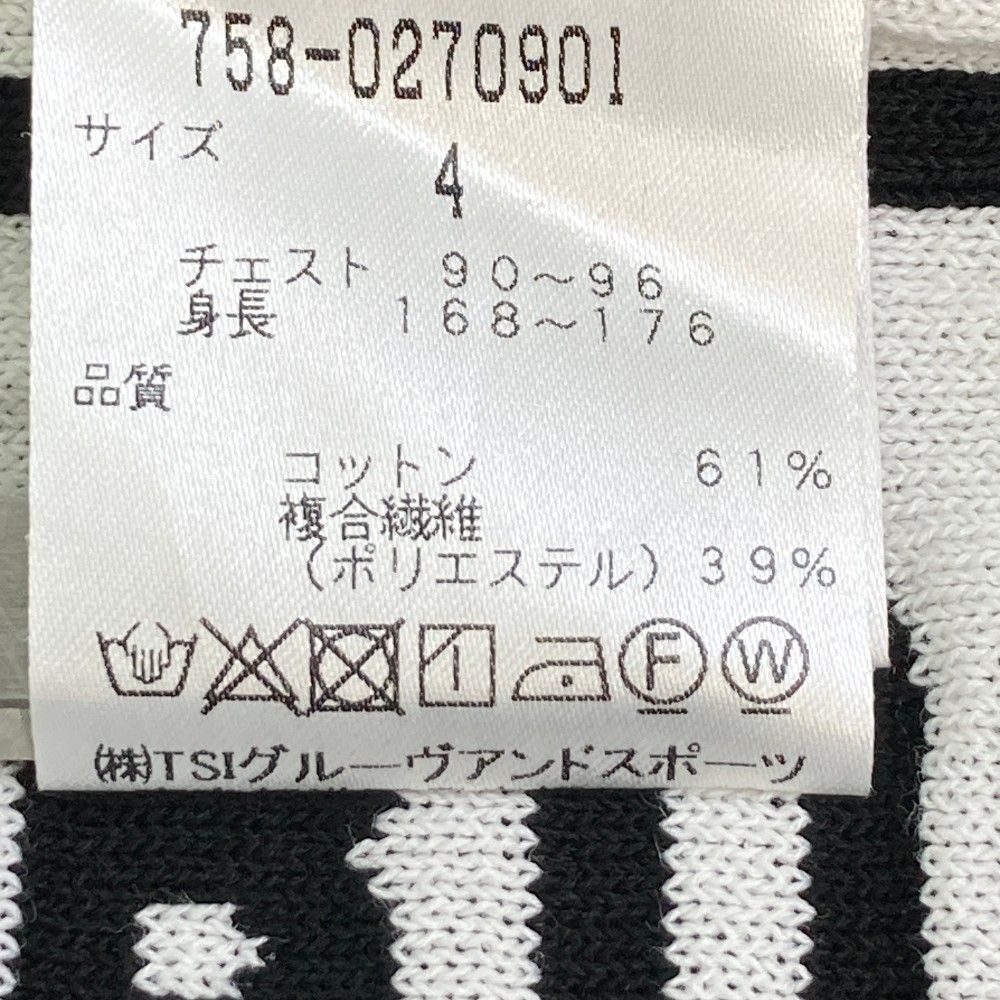 758-0270901
サイズ
4
チェスト 90～96
身長 168～176
品質
コットン 61%
複合繊維
(ポリエステル) 39%
F W
㈱TSIグルーヴアンドスポーツ